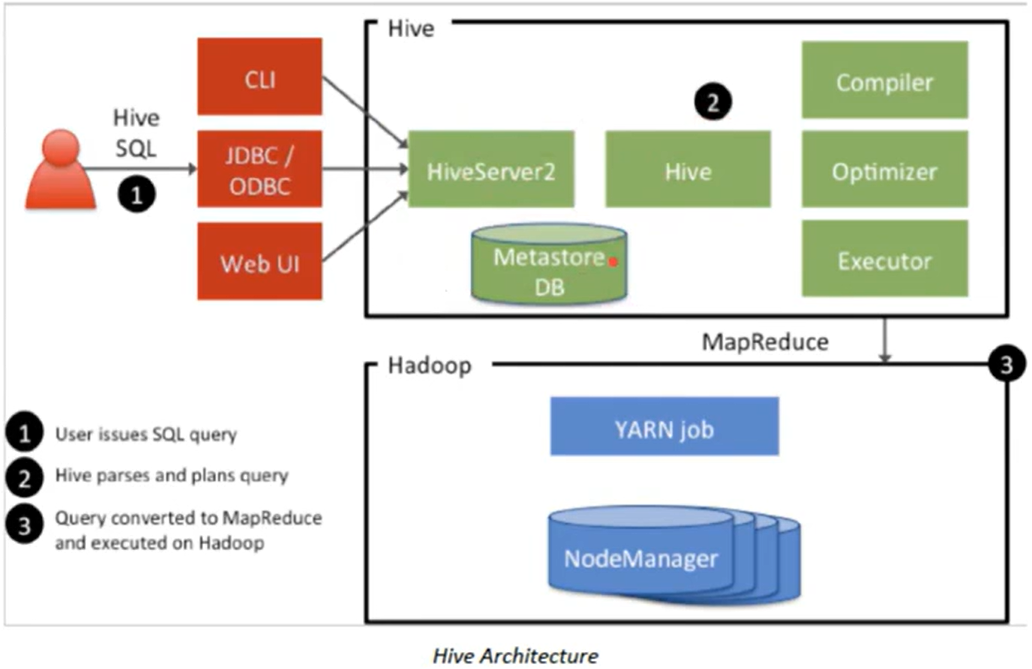 Hive
CLI
Compiler
2
Hive
SQL
JDBC /
ODBC
HiveServer2
Hive
Optimizer
1
Web UI
Metastore
DB
Executor
MapReduce
Hadoop
3
YARN job
1 User issues SQL query
2 Hive parses and plans query
3 Query converted to MapReduce
and executed on Hadoop
NodeManager
Hive Architecture